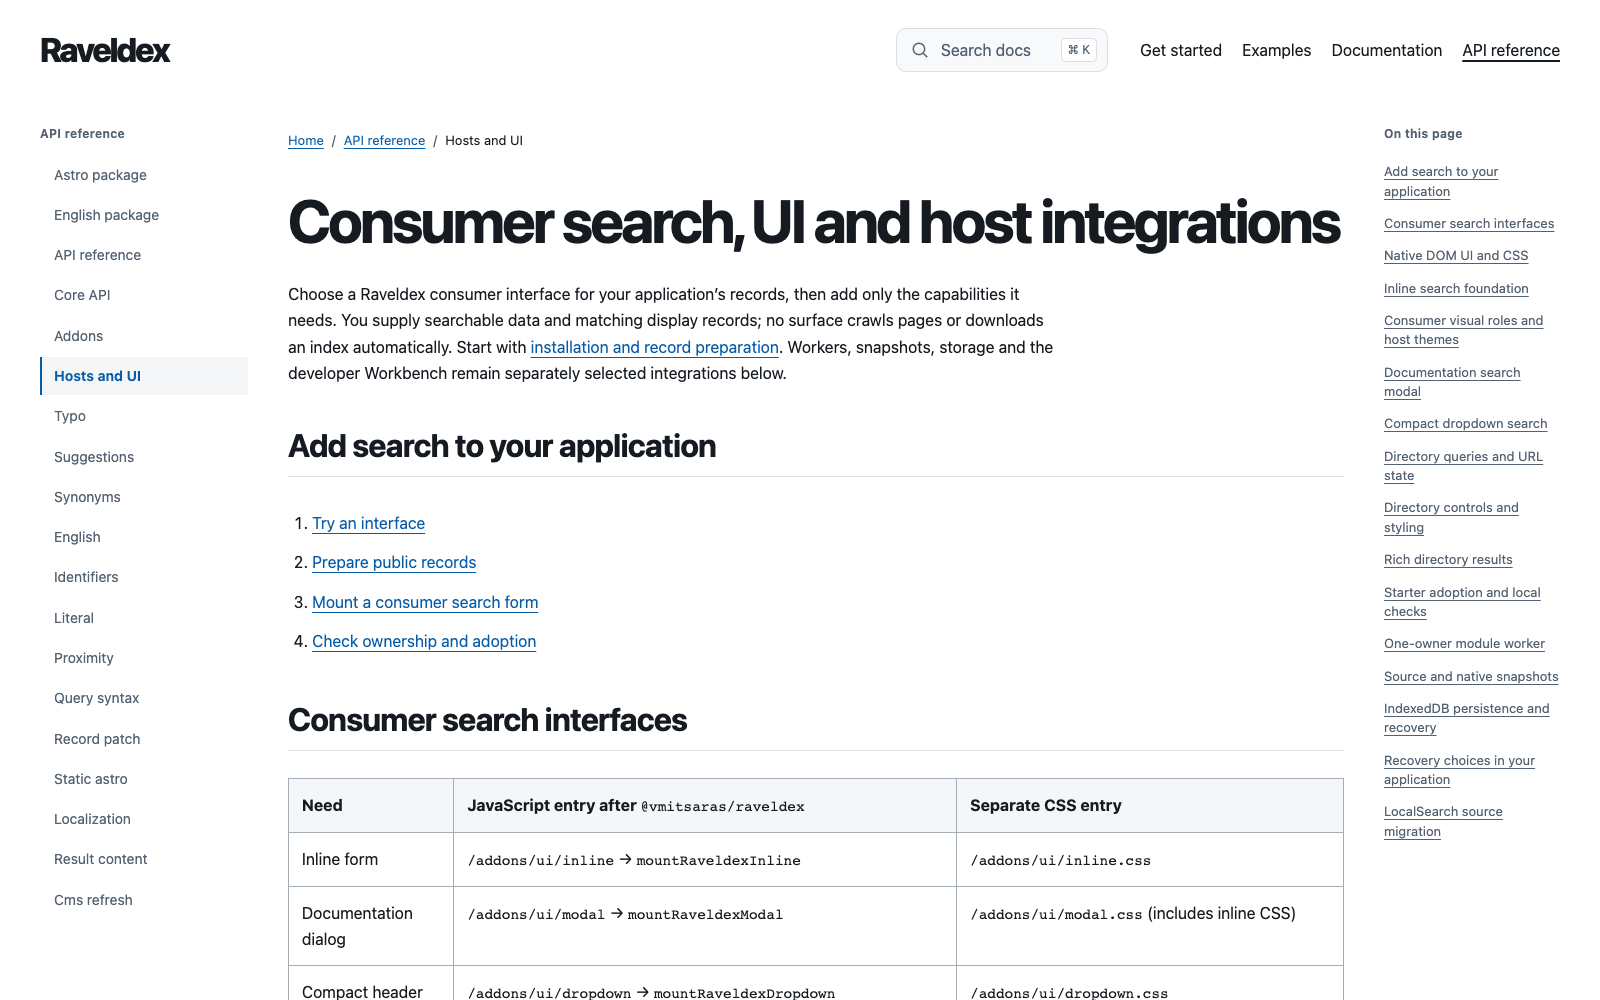 Raveldex
Search docs
⌘ K
Get started
Examples
Documentation
API reference
API reference
Astro package
English package
API reference
Core API
Addons
Hosts and UI
Typo
Suggestions
Synonyms
English
Identifiers
Literal
Proximity
Query syntax
Record patch
Static astro
Localization
Result content
Cms refresh
Home / API reference / Hosts and UI
Consumer search, UI and host integrations
Choose a Raveldex consumer interface for your application’s records, then add only the capabilities it
needs. You supply searchable data and matching display records; no surface crawls pages or downloads
an index automatically. Start with installation and record preparation. Workers, snapshots, storage and the
developer Workbench remain separately selected integrations below.
Add search to your application
1. Try an interface
2. Prepare public records
3. Mount a consumer search form
4. Check ownership and adoption
Consumer search interfaces
Need
JavaScript entry after @vmitsaras/raveldex
Separate CSS entry
Inline form
/addons/ui/inline → mountRaveldexInline
/addons/ui/inline.css
Documentation
dialog
/addons/ui/modal → mountRaveldexModal
/addons/ui/modal.css (includes inline CSS)
Compact header
/addons/ui/dropdown → mountRaveldexDropdown
/addons/ui/dropdown.css
On this page
Add search to your
application
Consumer search interfaces
Native DOM UI and CSS
Inline search foundation
Consumer visual roles and
host themes
Documentation search
modal
Compact dropdown search
Directory queries and URL
state
Directory controls and
styling
Rich directory results
Starter adoption and local
checks
One-owner module worker
Source and native snapshots
IndexedDB persistence and
recovery
Recovery choices in your
application
LocalSearch source
migration